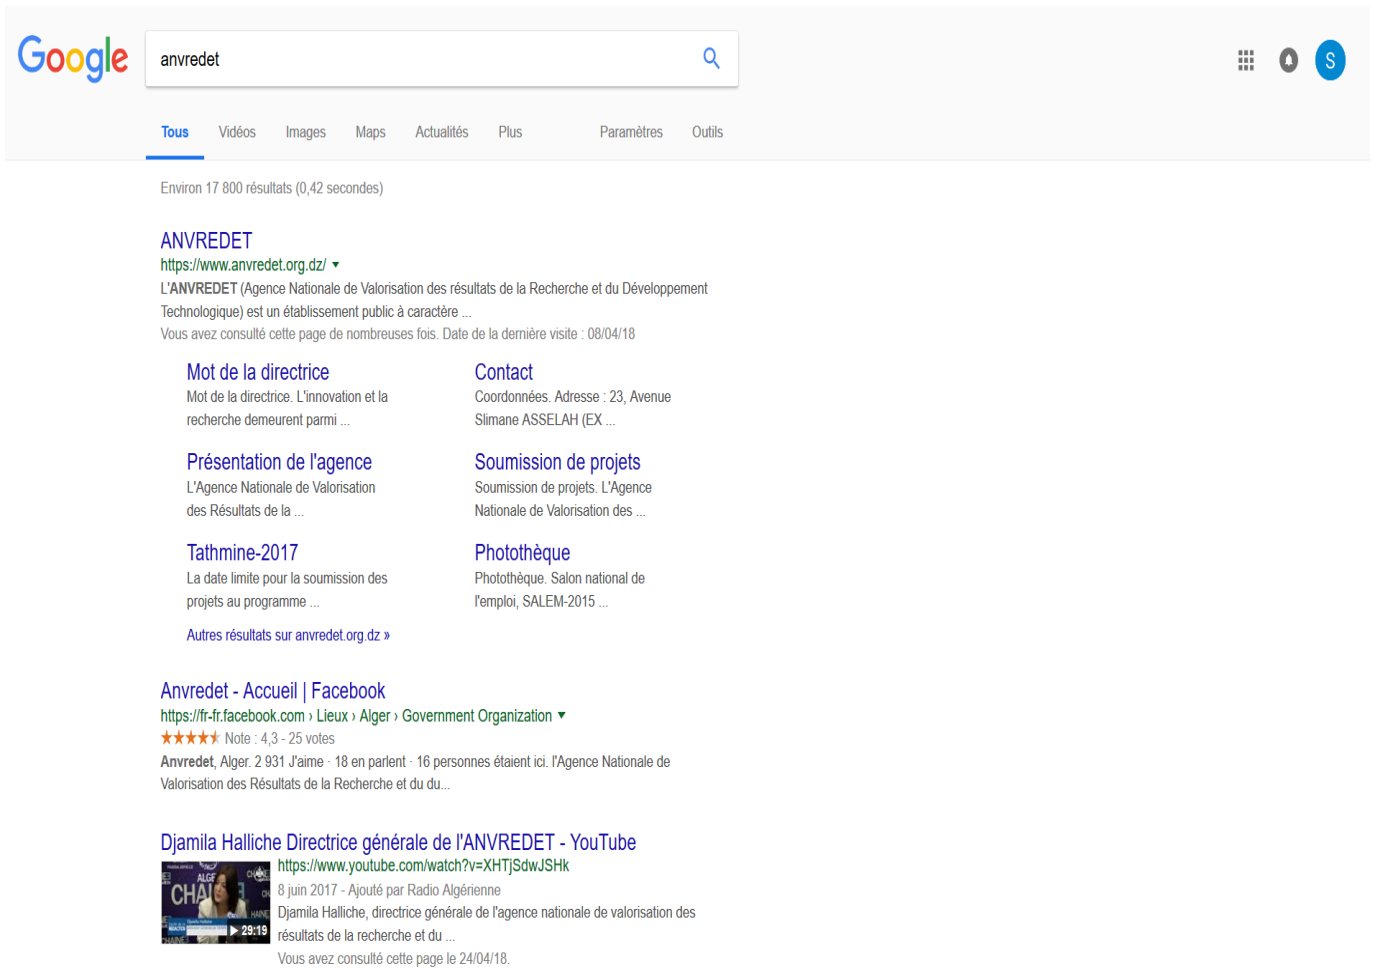 Google
anvredet
S
Tous Vidéos Images Maps Actualités Plus Paramètres Outils
Environ 17 800 résultats (0,42 secondes)
ANVREDET
https://www.anvredet.org.dz/
L'ANVREDET (Agence Nationale de Valorisation des résultats de la Recherche et du Développement
Technologique) est un établissement public à caractère ...
Vous avez consulté cette page de nombreuses fois. Date de la dernière visite : 08/04/18
Mot de la directrice
Mot de la directrice. L'innovation et la
recherche demeurent parmi ...
Contact
Coordonnées. Adresse : 23, Avenue
Slimane ASSELAH (EX ...
Présentation de l'agence
L'Agence Nationale de Valorisation
des Résultats de la ...
Soumission de projets
Soumission de projets. L'Agence
Nationale de Valorisation des ...
Tathmine-2017
La date limite pour la soumission des
projets au programme ...
Photothèque
Photothèque. Salon national de
l'emploi, SALEM-2015 ...
Autres résultats sur anvredet.org.dz »
Anvredet - Accueil | Facebook
https://fr-fr.facebook.com › Lieux › Alger › Government Organization
Note : 4,3 - 25 votes
Anvredet, Alger. 2 931 J'aime · 18 en parlent · 16 personnes étaient ici. l'Agence Nationale de
Valorisation des Résultats de la Recherche et du du...
Djamila Halliche Directrice générale de l'ANVREDET - YouTube
https://www.youtube.com/watch?v=XHTjSdwJSHk
8 juin 2017 - Ajouté par Radio Algérienne
Djamila Halliche, directrice générale de l'agence nationale de valorisation des
résultats de la recherche et du ...
Vous avez consulté cette page le 24/04/18.
29:19